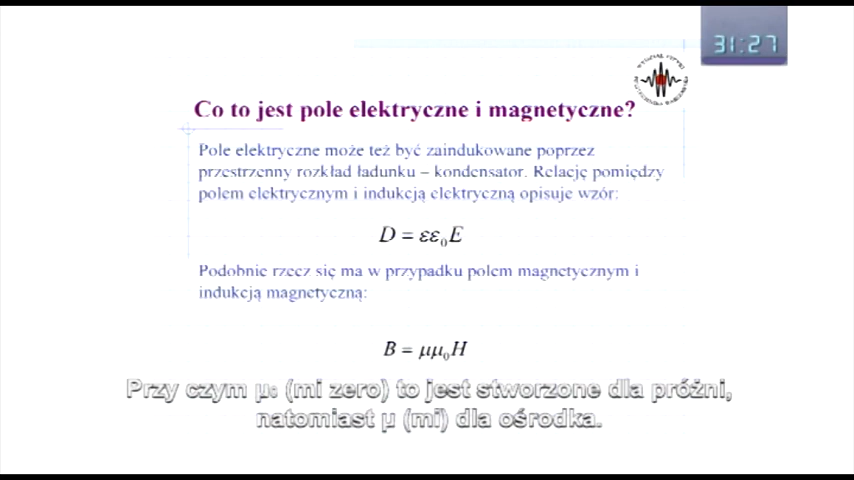 31:27
Co to jest pole elektryczne i magnetyczne?
Pole elektryczne może też być zaindukowane poprzez
przestrzenny rozkład ładunku – kondensator. Relację pomiędzy
polem elektrycznym i indukcją elektryczną opisuje wzór:
D = εε₀E
Podobnie rzecz się ma w przypadku polem magnetycznym i
indukcją magnetyczną:
B = μμ₀H
Przy czym μ₀ (mi zero) to jest stworzone dla próżni,
natomiast μ (mi) dla ośrodka.